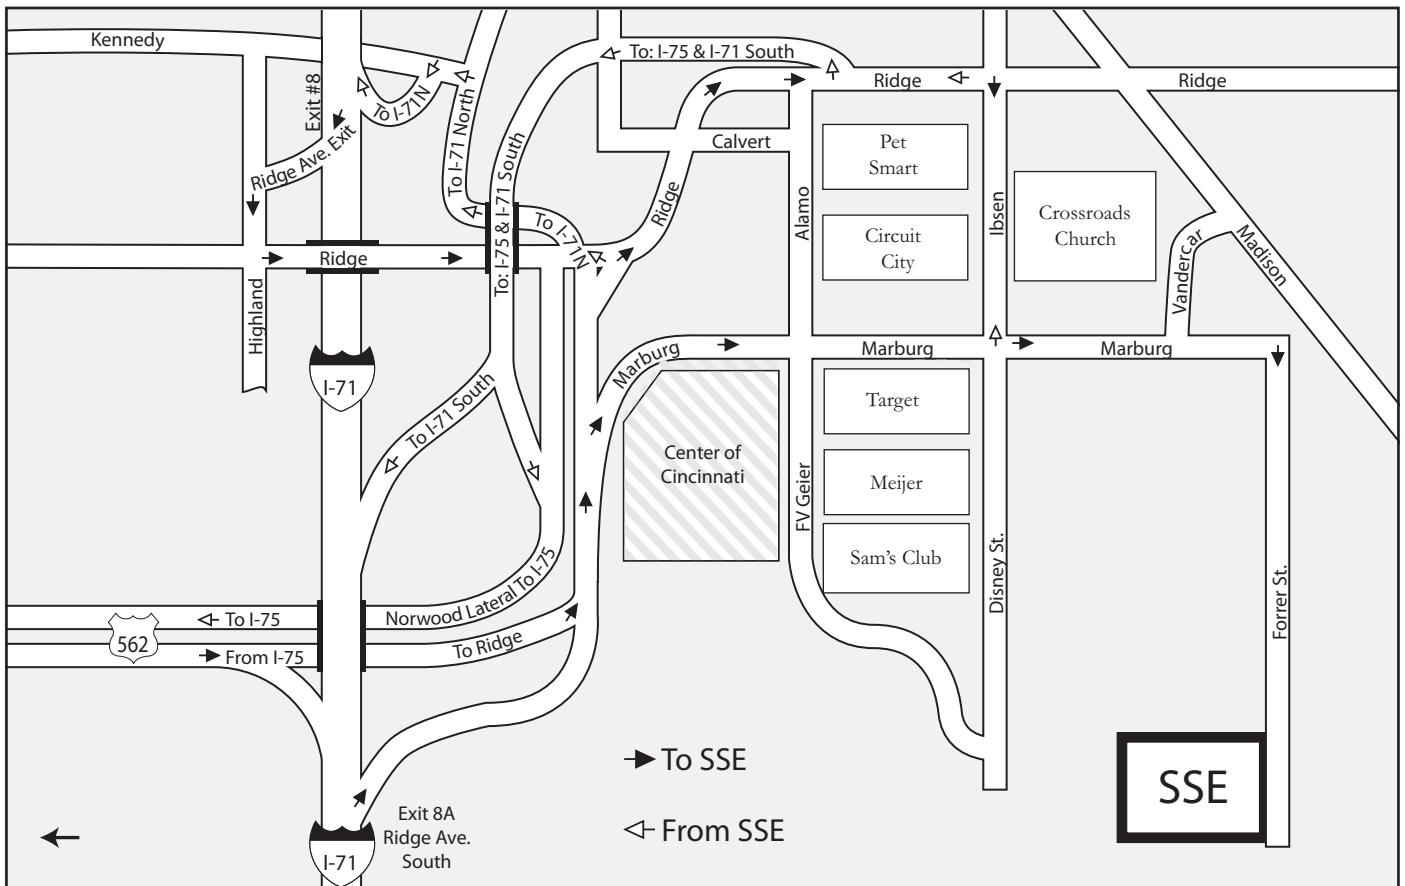 Kennedy
To: I-75 & I-71 South
Ridge
Ridge
Exit #8
To I-71N
To I-71 North
Calvert
Pet
Smart
Ridge Ave. Exit
To: I-75 & I-71 South
Ridge
Alamo
Ibsen
Crossroads
Church
Circuit
City
To I-71N
Ridge
Vandercar
Madison
Highland
Marburg
Marburg
Marburg
I-71
To I-71 South
Target
Center of
Cincinnati
FV Geier
Meijer
Sam's Club
Disney St.
Forrer St.
Norwood Lateral To I-75
To I-75
562
From I-75
To Ridge
To SSE
From SSE
SSE
Exit 8A
Ridge Ave.
South
I-71